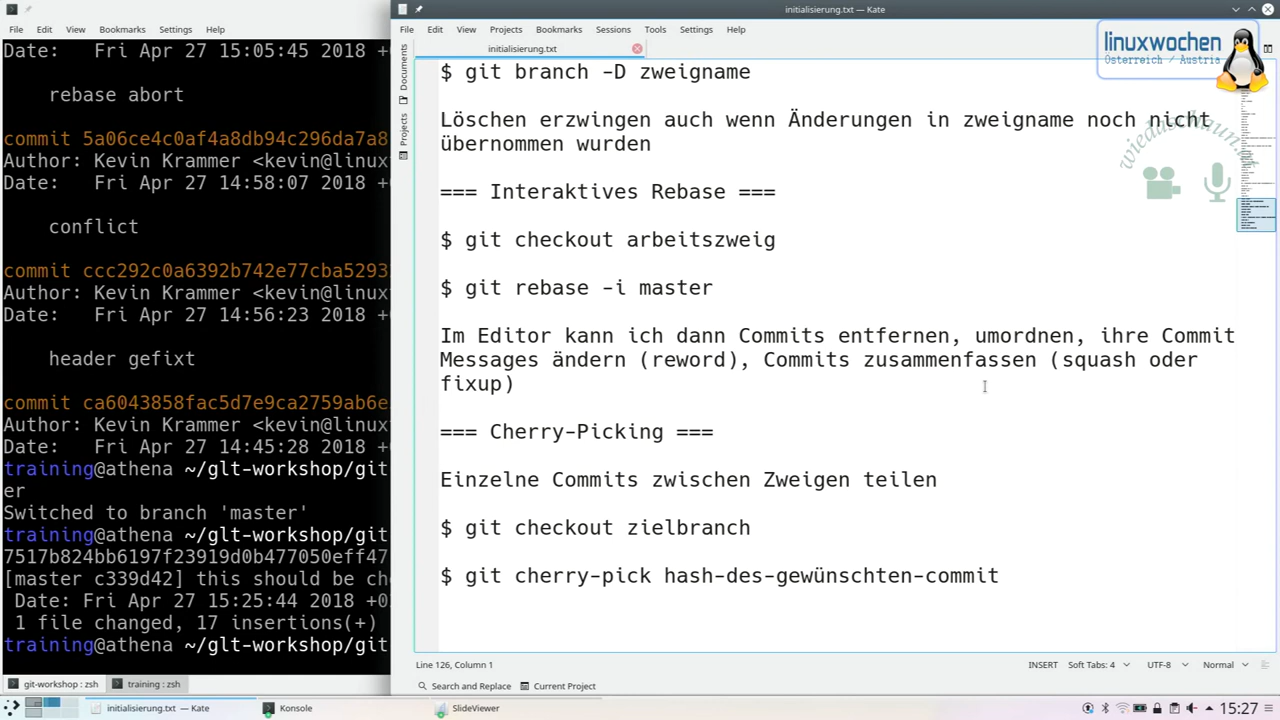 initialisierung.txt — Kate
File Edit View Bookmarks Settings Help
File Edit View Projects Bookmarks Sessions Tools Settings Help
initialisierung.txt
Documents
Projects
Date:   Fri Apr 27 15:05:45 2018 +
rebase abort
commit 5a06ce4c0af4a8db94c296da7a8
Author: Kevin Krammer <kevin@linux
Date:   Fri Apr 27 14:58:07 2018 +
conflict
commit ccc292c0a6392b742e77cba5293
Author: Kevin Krammer <kevin@linux
Date:   Fri Apr 27 14:56:23 2018 +
header gefixt
commit ca6043858fac5d7e9ca2759ab6e
Author: Kevin Krammer <kevin@linux
Date:   Fri Apr 27 14:45:28 2018 +
training@athena ~/glt-workshop/git
er
Switched to branch 'master'
training@athena ~/glt-workshop/git
7517b824bb6197f23919d0b477050eff47
[master c339d42] this should be ch
Date: Fri Apr 27 15:25:44 2018 +0
1 file changed, 17 insertions(+)
training@athena ~/glt-workshop/git
git-workshop : zsh
training : zsh
$ git branch -D zweigname
Löschen erzwingen auch wenn Änderungen in zweigname noch nicht
übernommen wurden
=== Interaktives Rebase ===
$ git checkout arbeitszweig
$ git rebase -i master
Im Editor kann ich dann Commits entfernen, umordnen, ihre Commit
Messages ändern (reword), Commits zusammenfassen (squash oder
fixup)
=== Cherry-Picking ===
Einzelne Commits zwischen Zweigen teilen
$ git checkout zielbranch
$ git cherry-pick hash-des-gewünschten-commit
linuxwochen
Österreich / Austria
Line 126, Column 1
INSERT Soft Tabs: 4 UTF-8 Normal
Search and Replace Current Project
initialisierung.txt — Kate
Konsole
SlideViewer
15:27